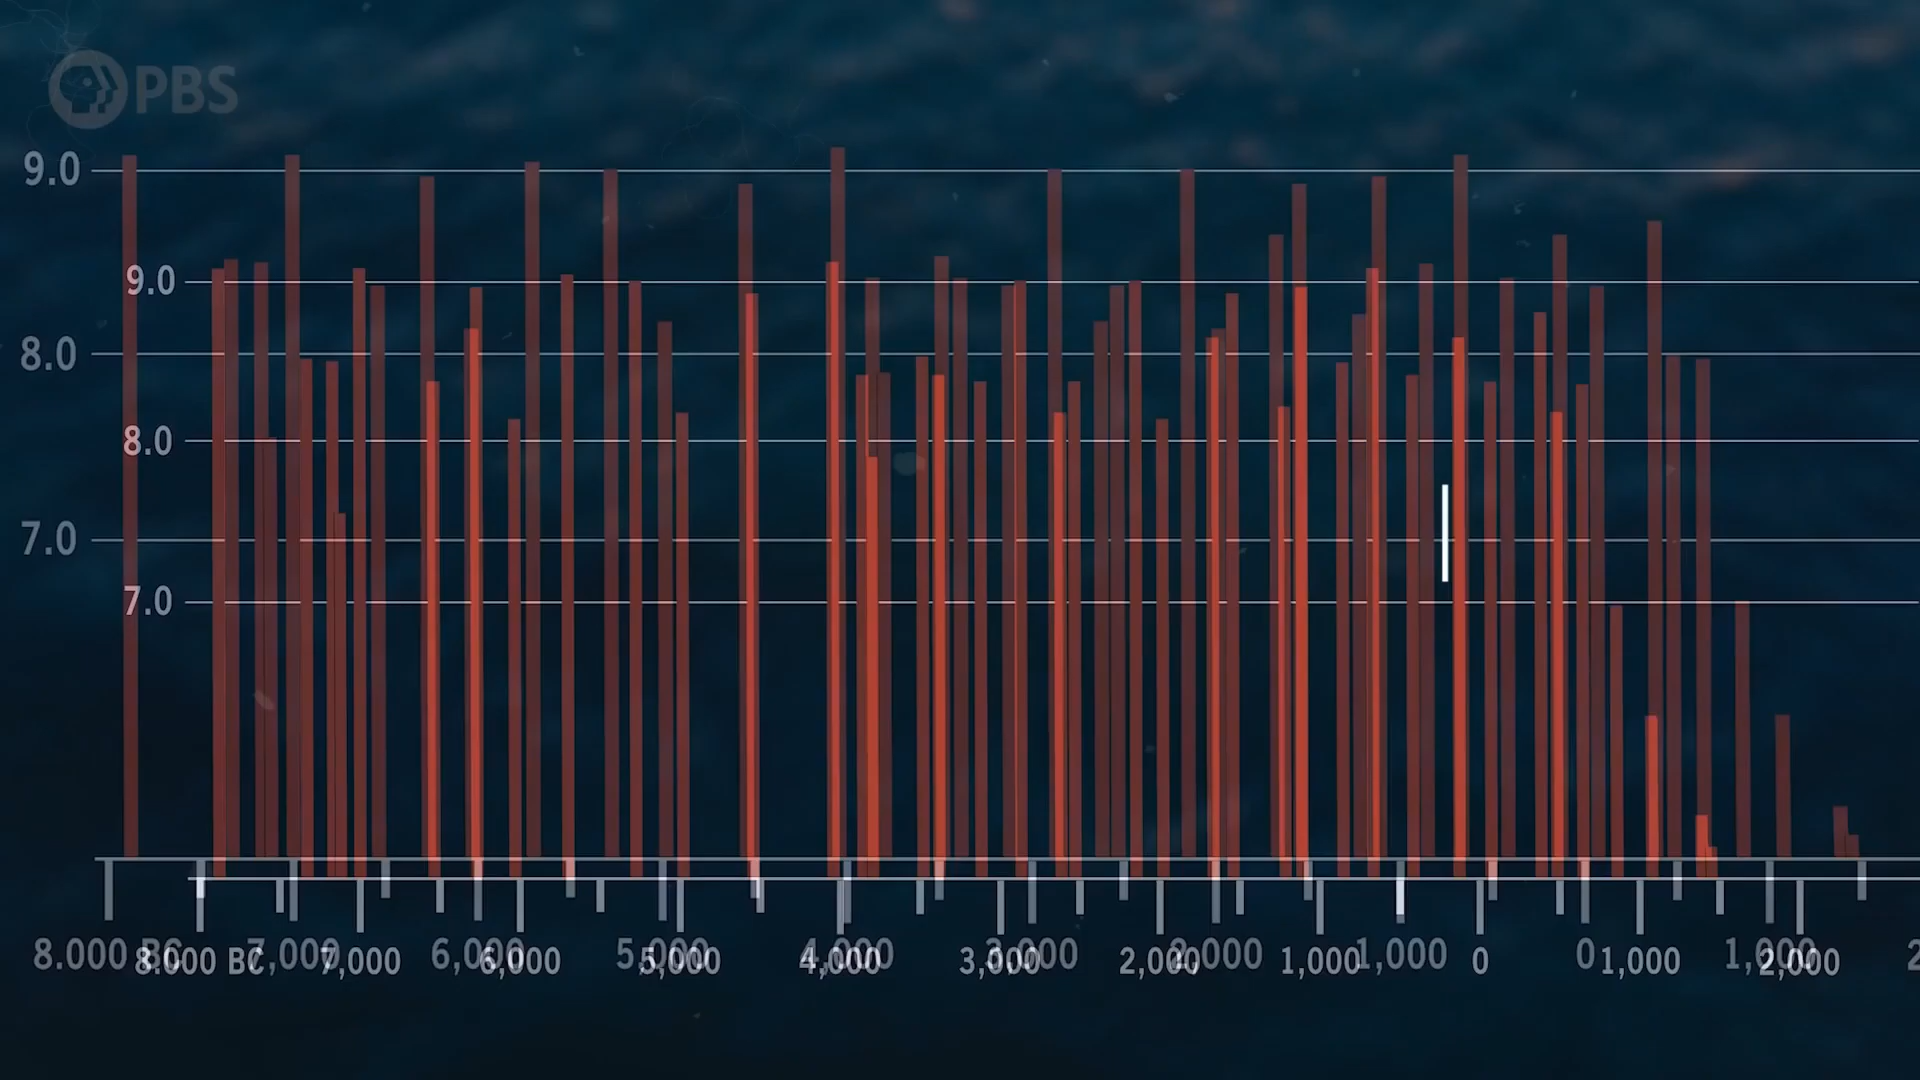 PBS
9.0
9.0
8.0
8.0
7.0
7.0
8.000 BC 7,000 6,000 5,000 4,000 3,000 2,000 1,000 0 1,000 2
8.000 BC 7,000 6,000 5,000 4,000 3,000 2,000 1,000 0 1,000 2,000